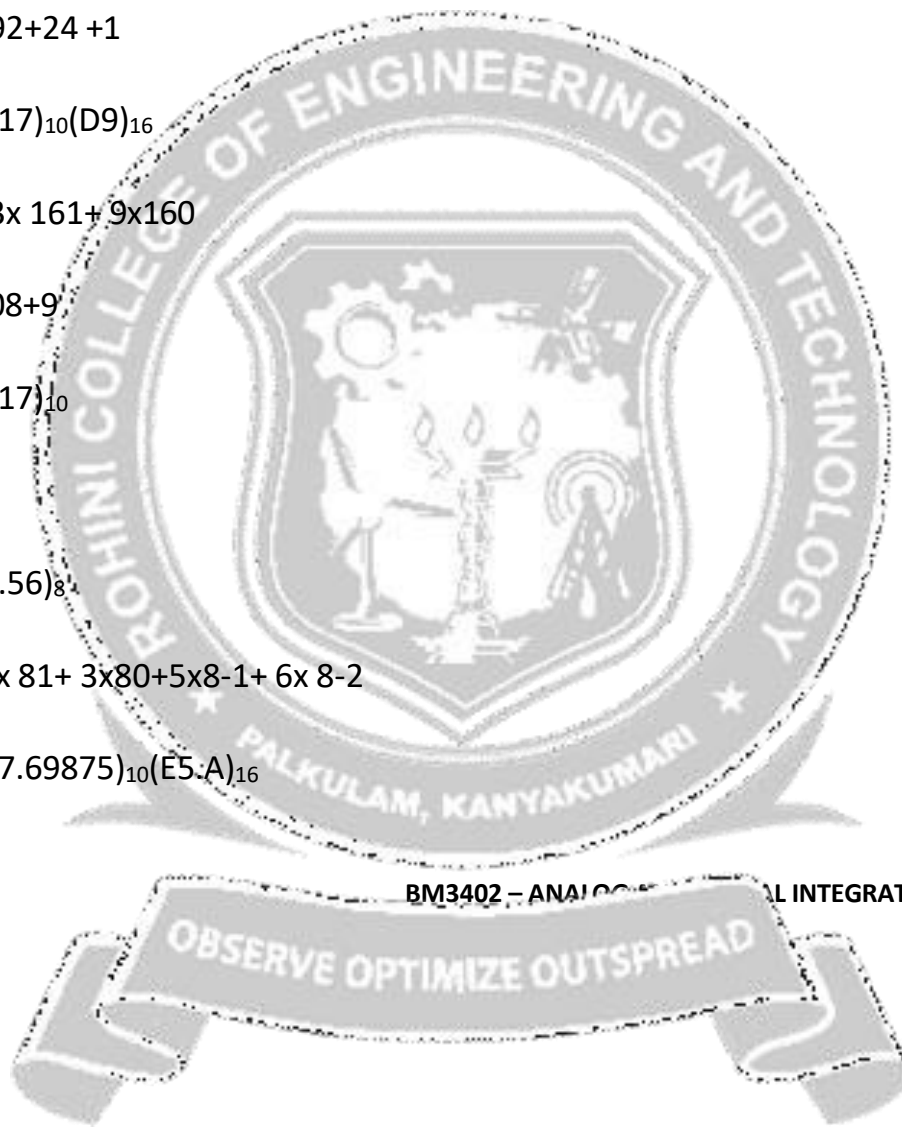 92+24 +1
17)₁₀(D9)₁₆
3x 161+ 9x160
08+9
17)₁₀
.56)₈
x 81+ 3x80+5x8-1+ 6x 8-2
7.69875)₁₀(E5.A)₁₆
ROHINI COLLEGE OF ENGINEERING AND TECHNOLOGY
PALKULAM, KANYAKUMARI
BM3402 – ANALOG L INTEGRAT
OBSERVE OPTIMIZE OUTSPREAD